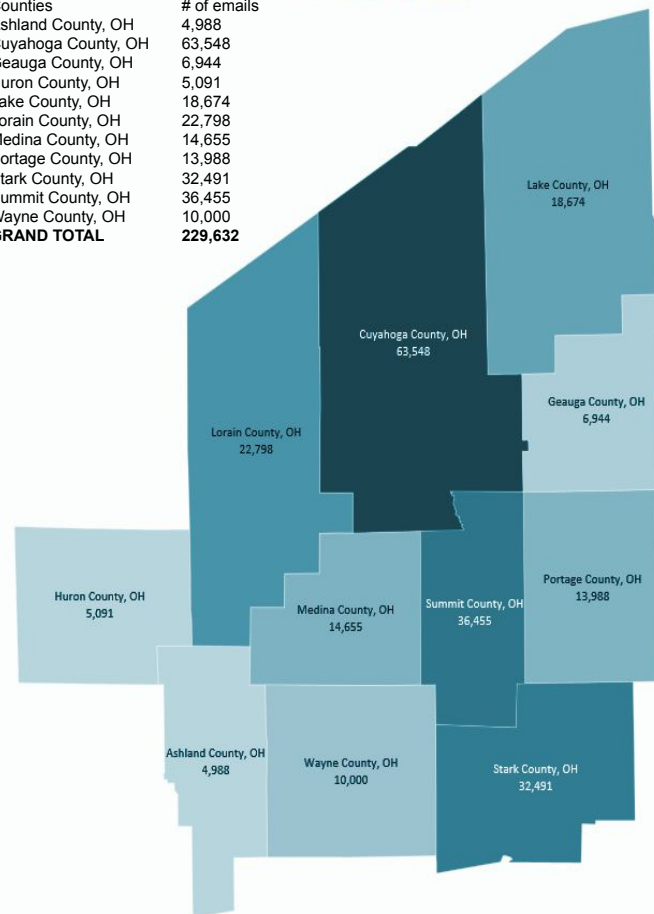 ounties # of emails
shland County, OH 4,988
uyahoga County, OH 63,548
eauga County, OH 6,944
uron County, OH 5,091
ake County, OH 18,674
orain County, OH 22,798
edina County, OH 14,655
ortage County, OH 13,988
tark County, OH 32,491
ummit County, OH 36,455
ayne County, OH 10,000
RAND TOTAL 229,632
Lake County, OH
18,674
Cuyahoga County, OH
63,548
Geauga County, OH
6,944
Lorain County, OH
22,798
Huron County, OH
5,091
Medina County, OH
14,655
Summit County, OH
36,455
Portage County, OH
13,988
Ashland County, OH
4,988
Wayne County, OH
10,000
Stark County, OH
32,491